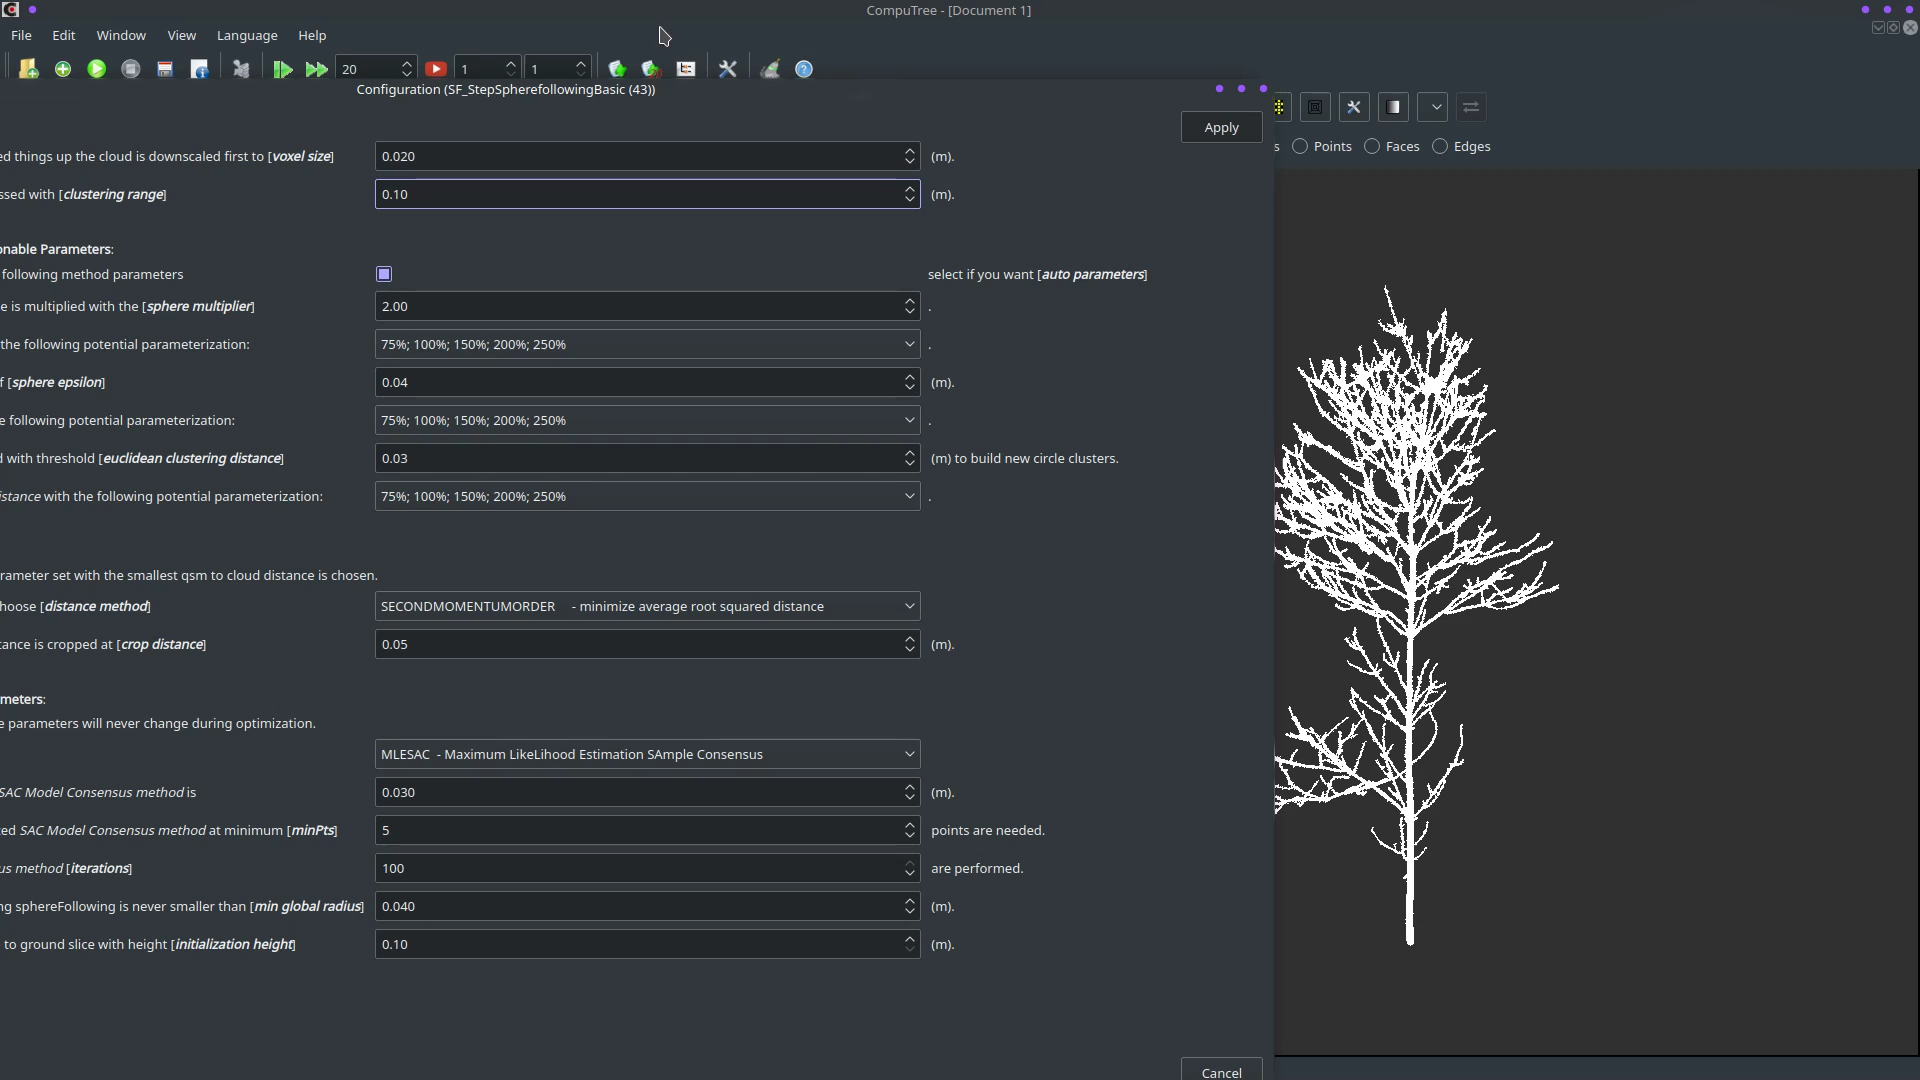 CompuTree - [Document 1]
File Edit Window View Language Help
20 1 1
Configuration (SF_StepSpherefollowingBasic (43))
Apply
ed things up the cloud is downscaled first to [voxel size] 0.020 (m).
s Points Faces Edges
ssed with [clustering range] 0.10 (m).
onable Parameters:
following method parameters select if you want [auto parameters]
e is multiplied with the [sphere multiplier] 2.00 .
the following potential parameterization: 75%; 100%; 150%; 200%; 250% .
f [sphere epsilon] 0.04 (m).
e following potential parameterization: 75%; 100%; 150%; 200%; 250% .
d with threshold [euclidean clustering distance] 0.03 (m) to build new circle clusters.
istance with the following potential parameterization: 75%; 100%; 150%; 200%; 250% .
rameter set with the smallest qsm to cloud distance is chosen.
hoose [distance method] SECONDMOMENTUMORDER - minimize average root squared distance
tance is cropped at [crop distance] 0.05 (m).
meters:
e parameters will never change during optimization.
MLESAC - Maximum LikeLihood Estimation SAmple Consensus
SAC Model Consensus method is 0.030 (m).
ted SAC Model Consensus method at minimum [minPts] 5 points are needed.
us method [iterations] 100 are performed.
ng sphereFollowing is never smaller than [min global radius] 0.040 (m).
to ground slice with height [initialization height] 0.10 (m).
Cancel